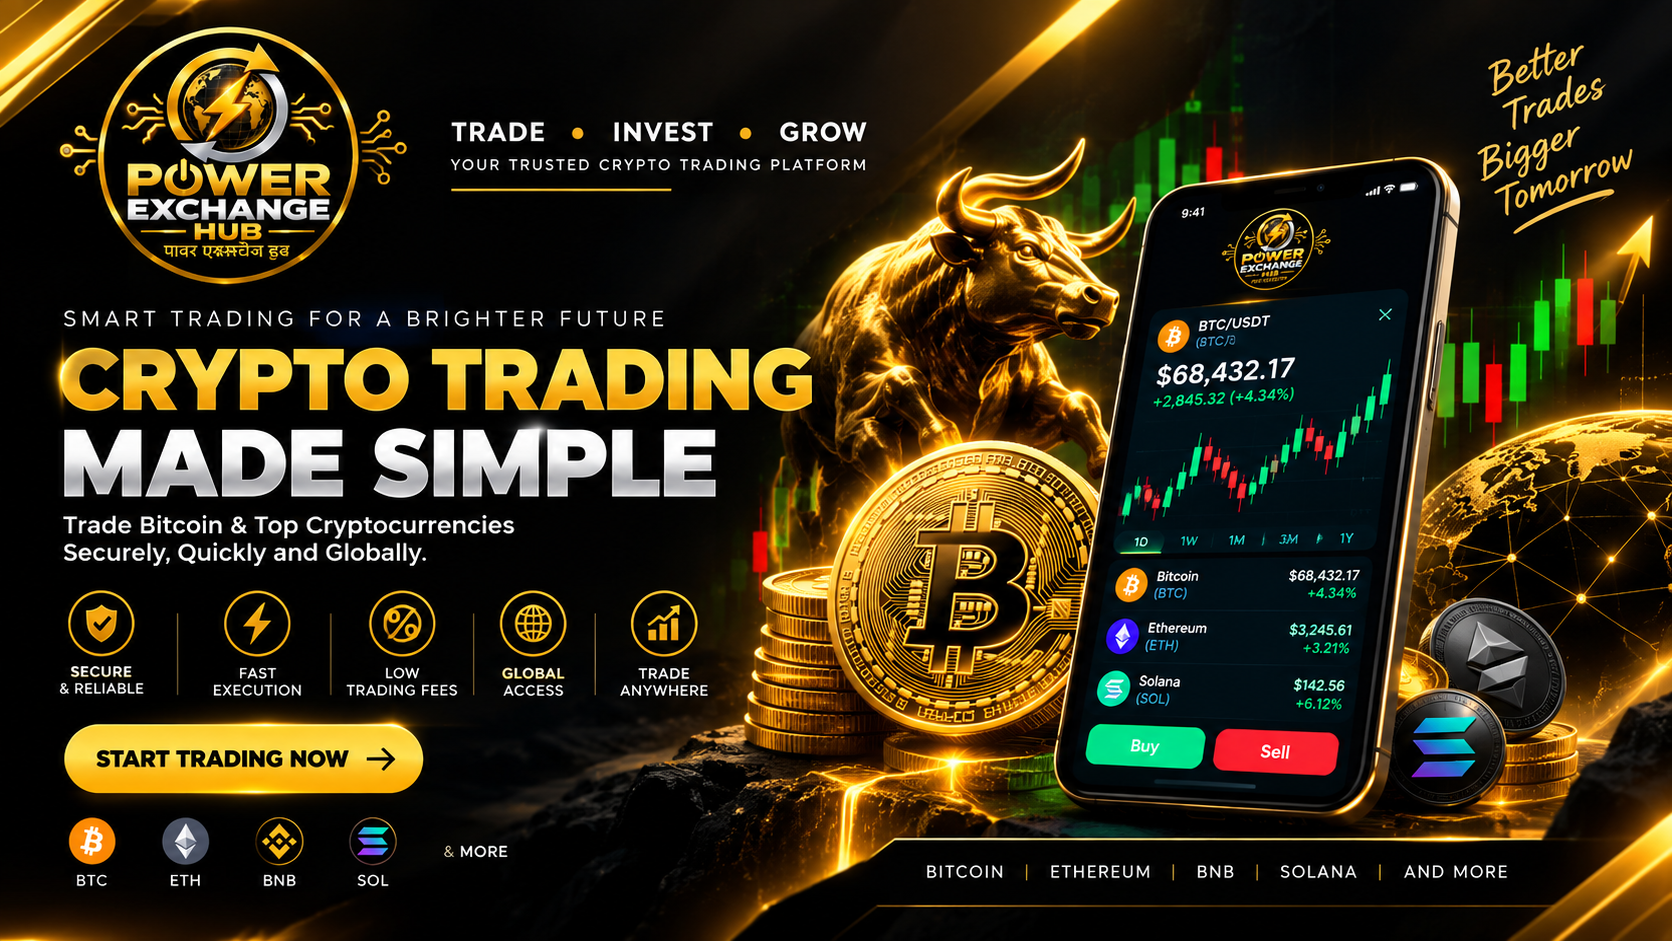 POWER
EXCHANGE
HUB
पावर एक्सचेंज हब
TRADE • INVEST • GROW
YOUR TRUSTED CRYPTO TRADING PLATFORM
Better
Trades
Bigger
Tomorrow
SMART TRADING FOR A BRIGHTER FUTURE
CRYPTO TRADING
MADE SIMPLE
Trade Bitcoin & Top Cryptocurrencies
Securely, Quickly and Globally.
SECURE
& RELIABLE
FAST
EXECUTION
LOW
TRADING FEES
GLOBAL
ACCESS
TRADE
ANYWHERE
START TRADING NOW →
BTC
ETH
BNB
SOL
& MORE
9:41
POWER
EXCHANGE
HUB
BTC/USDT
$68,432.17
+2,845.32 (+4.34%)
1D 1W 1M 3M 1Y
Bitcoin $68,432.17
(BTC) +4.34%
Ethereum $3,245.61
(ETH) +3.21%
Solana $142.56
(SOL) +6.12%
Buy Sell
BITCOIN | ETHEREUM | BNB | SOLANA | AND MORE